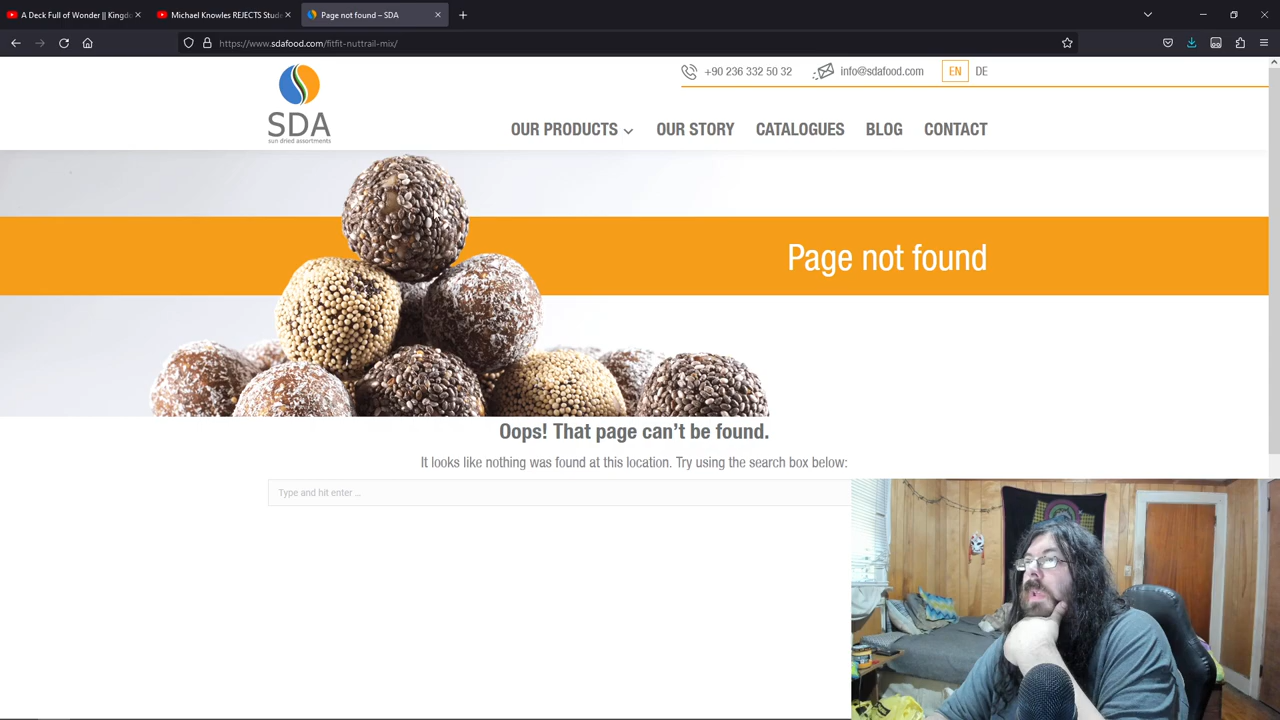 A Deck Full of Wonder || Kingd
Michael Knowles REJECTS Stude
Page not found – SDA
https://www.sdafood.com/fitfit-nuttrail-mix/
+90 236 332 50 32
info@sdafood.com
EN
DE
SDA
sun dried assortments
OUR PRODUCTS
OUR STORY
CATALOGUES
BLOG
CONTACT
Page not found
Oops! That page can’t be found.
It looks like nothing was found at this location. Try using the search box below:
Type and hit enter …